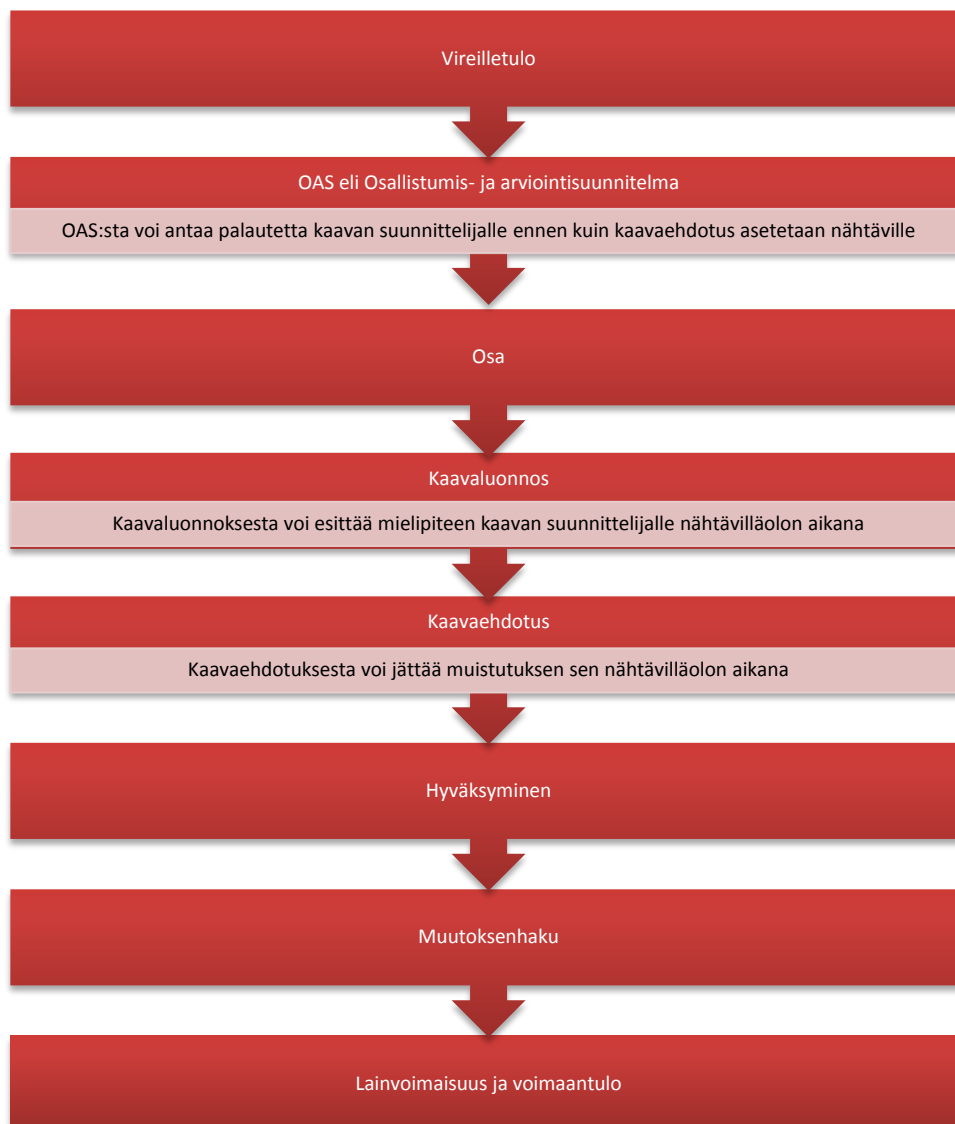 Vireilletulo
OAS eli Osallistumis- ja arviointisuunnitelma
OAS:sta voi antaa palautetta kaavan suunnittelijalle ennen kuin kaavaehdotus asetetaan nähtäville
Osa
Kaavaluonnos
Kaavaluonnoksesta voi esittää mielipiteen kaavan suunnittelijalle nähtävilläolon aikana
Kaavaehdotus
Kaavaehdotuksesta voi jättää muistutuksen sen nähtävilläolon aikana
Hyväksyminen
Muutoksenhaku
Lainvoimaisuus ja voimaantulo